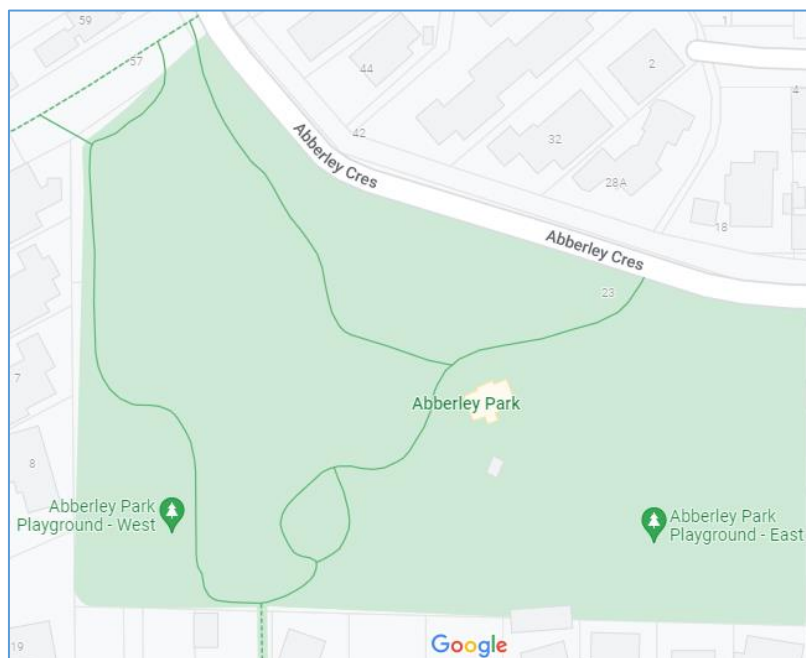 59
1
57
44
2
4
42
32
Abberley Cres
28A
18
Abberley Cres
23
7
Abberley Park
8
Abberley Park
Playground - West
Abberley Park
Playground - East
19
Google